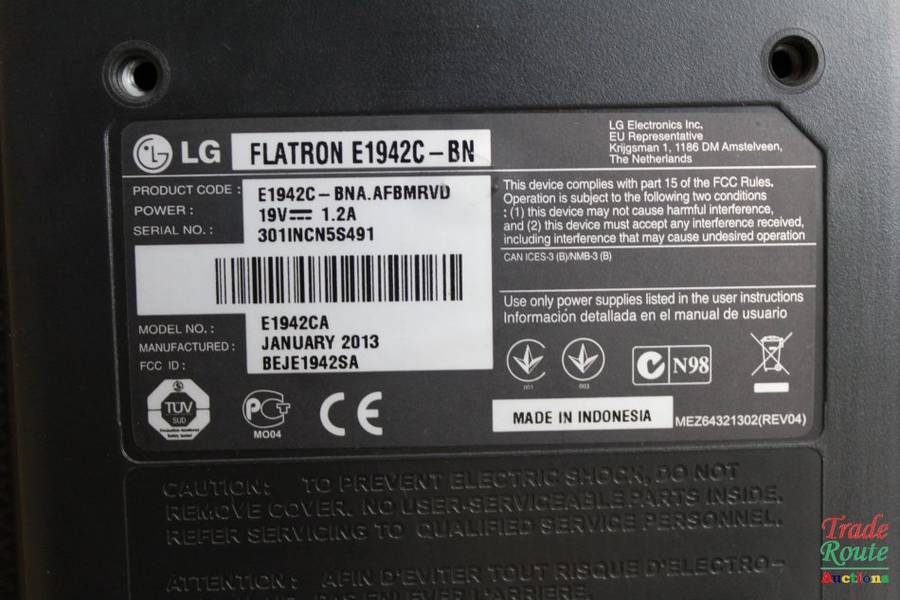 LG FLATRON E1942C-BN
LG Electronics Inc.
EU Representative
Krijgsman 1, 1186 DM Amstelveen,
The Netherlands
PRODUCT CODE : E1942C-BNA.AFBMRVD
POWER : 19V 1.2A
SERIAL NO. : 301INCN5S491
MODEL NO. : E1942CA
MANUFACTURED : JANUARY 2013
FCC ID : BEJE1942SA
This device complies with part 15 of the FCC Rules.
Operation is subject to the following two conditions
: (1) this device may not cause harmful interference,
and (2) this device must accept any interference received,
including interference that may cause undesired operation
CAN ICES-3 (B)/NMB-3 (B)
Use only power supplies listed in the user instructions
Información detallada en el manual de usuario
001
003
N98
TÜV
SUD
MO04
CE
MADE IN INDONESIA
MEZ64321302(REV04)
CAUTION: TO PREVENT ELECTRIC SHOCK, DO NOT
REMOVE COVER. NO USER-SERVICEABLE PARTS INSIDE.
REFER SERVICING TO QUALIFIED SERVICE PERSONNEL.
ATTENTION : AFIN D'EVITER TOUT RISQUE D'ELECTRO-
L'ARRIERE.
Trade
Route
Auctions